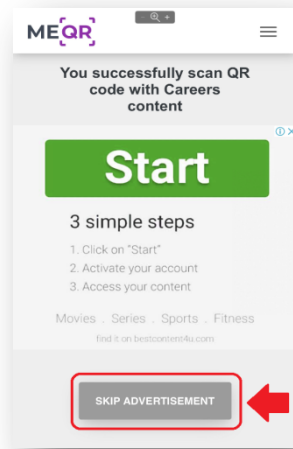 MEQR
You successfully scan QR
code with Careers
content
Start
3 simple steps
1. Click on "Start"
2. Activate your account
3. Access your content
Movies . Series . Sports . Fitness
find it on bestcontent4u.com
SKIP ADVERTISEMENT